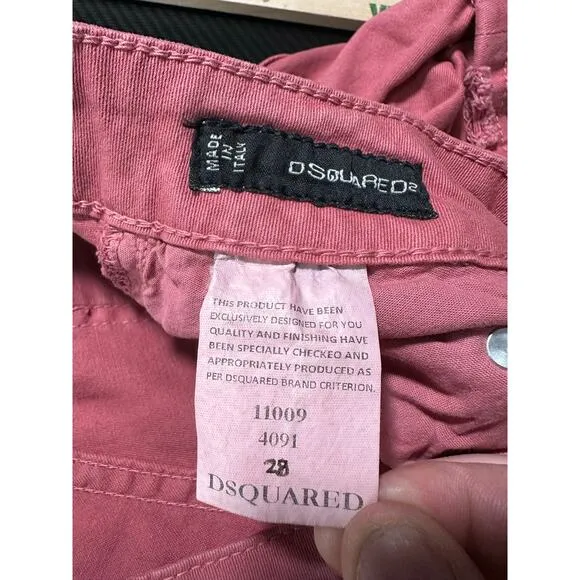 MADE
IN
ITALY
DSQUARED2
THIS PRODUCT HAVE BEEN
EXCLUSIVELY DESIGNED FOR YOU
QUALITY AND FINISHING HAVE
BEEN SPECIALLY CHECKED AND
APPROPRIATELY PRODUCED AS
PER DSQUARED BRAND CRITERION.
11009
4091
28
DSQUARED